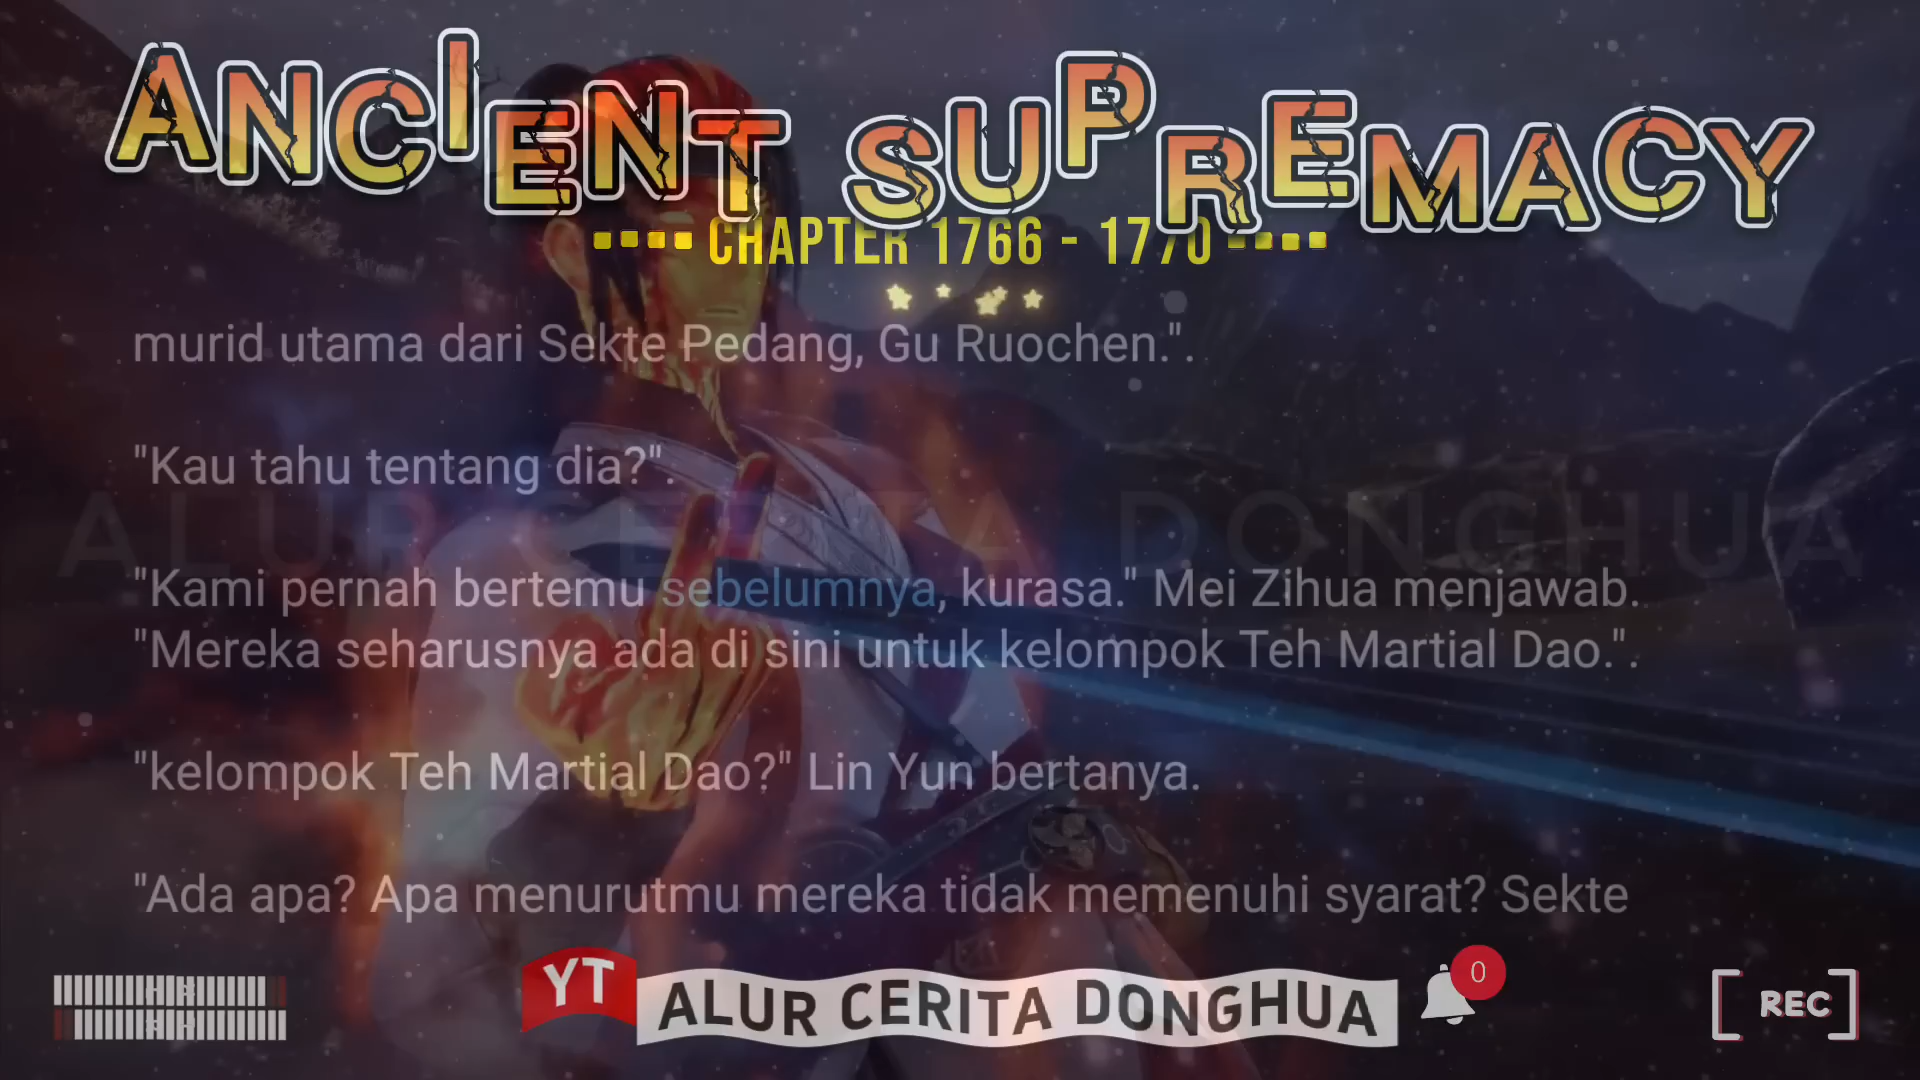 ANCIENT SUPREMACY
CHAPTER 1766 - 1770
murid utama dari Sekte Pedang, Gu Ruochen.".
"Kau tahu tentang dia?".
ALUR CERITA DONGHUA
"Kami pernah bertemu sebelumnya, kurasa." Mei Zihua menjawab.
"Mereka seharusnya ada di sini untuk kelompok Teh Martial Dao.".
"kelompok Teh Martial Dao?" Lin Yun bertanya.
"Ada apa? Apa menurutmu mereka tidak memenuhi syarat? Sekte
YT ALUR CERITA DONGHUA
0
REC